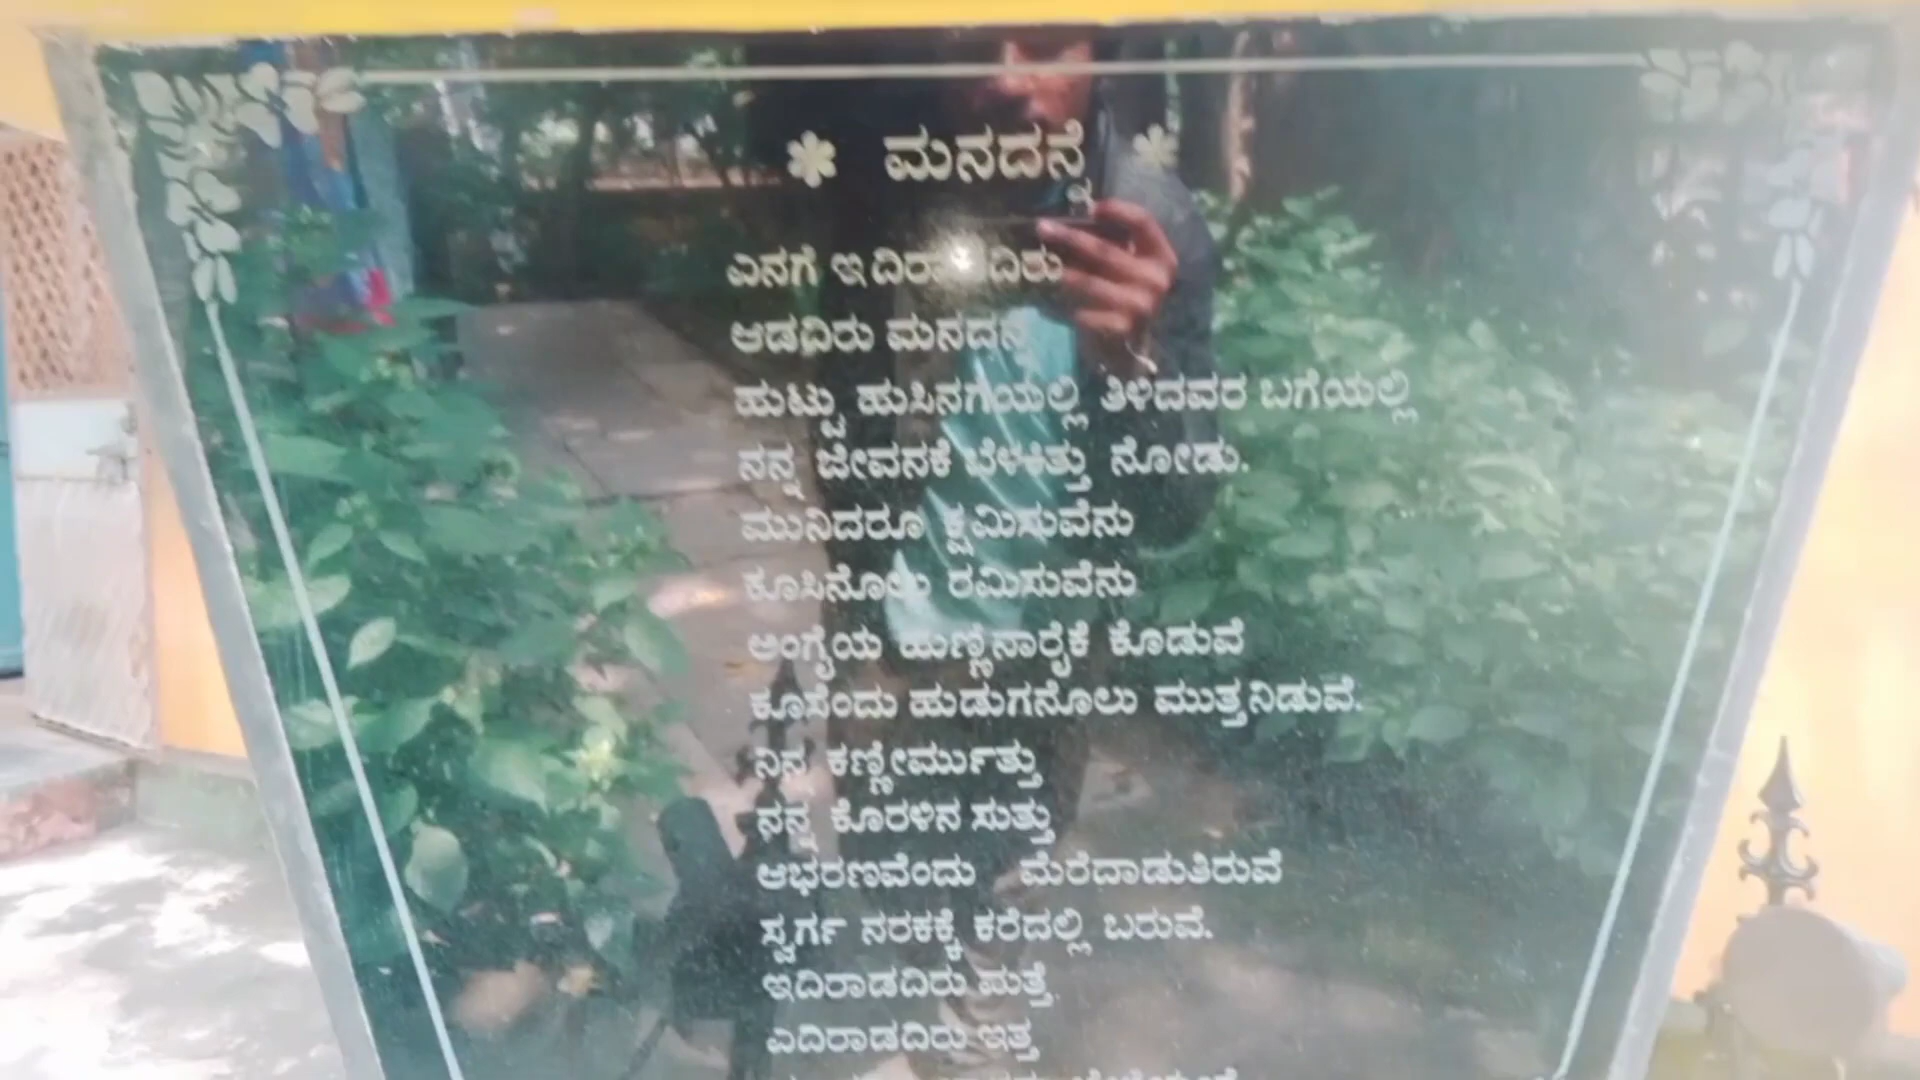 ಮನದನ್ನೆ
ಎನಗೆ
ಆಡದಿರು ಮನದನ್ನೆ
ಹುಟ್ಟು ಹುಸಿನಗೆಯಲ್ಲಿ ತಿಳಿದವರ ಬಗೆಯಲ್ಲಿ
ನನ್ನ ಜೀವನಕೆ ಬೆಳಕಿತ್ತು ನೋಡು.
ಮುನಿದರೂ ಕ್ಷಮಿಸುವೆನು
ಕೂಸಿನೊಲು ರಮಿಸುವೆನು
ಅಂಗೈಯ ಹುಣ್ಣಿನಾರೈಕೆ ಕೊಡುವೆ
ಕೂಸೆಂದು ಹುಡುಗನೊಲು ಮುತ್ತನಿಡುವೆ.
ನಿನ ಕಣ್ಣೀರ್ಮುತ್ತು
ನನ್ನ ಕೊರಳಿನ ಸುತ್ತು
ಆಭರಣವೆಂದು ಮೆರೆದಾಡುತಿರುವೆ
ಸ್ವರ್ಗ ನರಕಕ್ಕೆ ಕರೆದಲ್ಲಿ ಬರುವೆ.
ಇದಿರಾಡದಿರು ಮತ್ತೆ
ಎದಿರಾಡದಿರು ಇತ್ತ